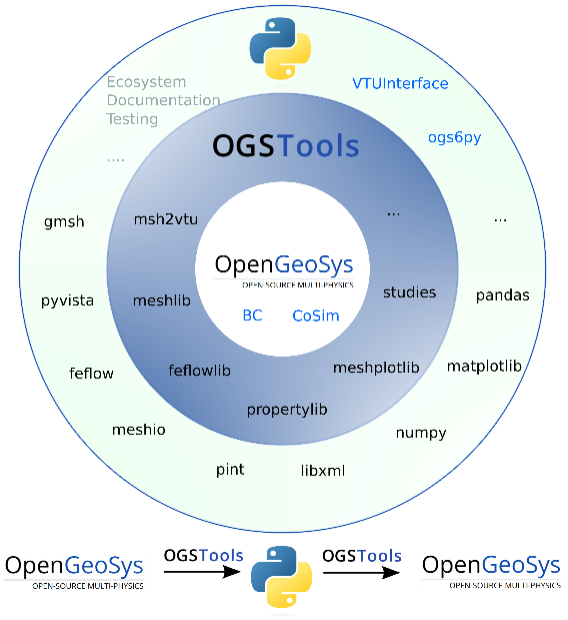 Ecosystem
Documentation
Testing
....
VTUInterface
ogs6py
OGSTools
gmsh
msh2vtu
...
...
OpenGeoSys
OPEN-SOURCE MULTI-PHYSICS
BC
CoSim
pyvista
meshlib
studies
pandas
feflow
feflowlib
meshplotlib
matplotlib
propertylib
meshio
numpy
pint
libxml
OpenGeoSys
OPEN-SOURCE MULTI-PHYSICS
OGSTools
OGSTools
OpenGeoSys
OPEN-SOURCE MULTI-PHYSICS